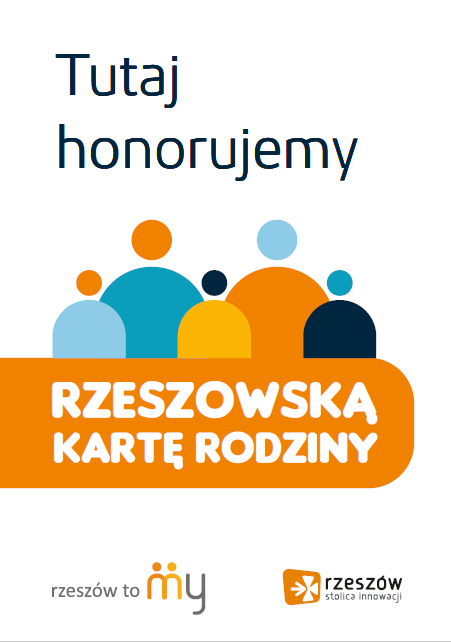 Tutaj
honorujemy
RZESZOWSKĄ
KARTĘ RODZINY
rzeszów to my
rzeszów
stolica innowacji